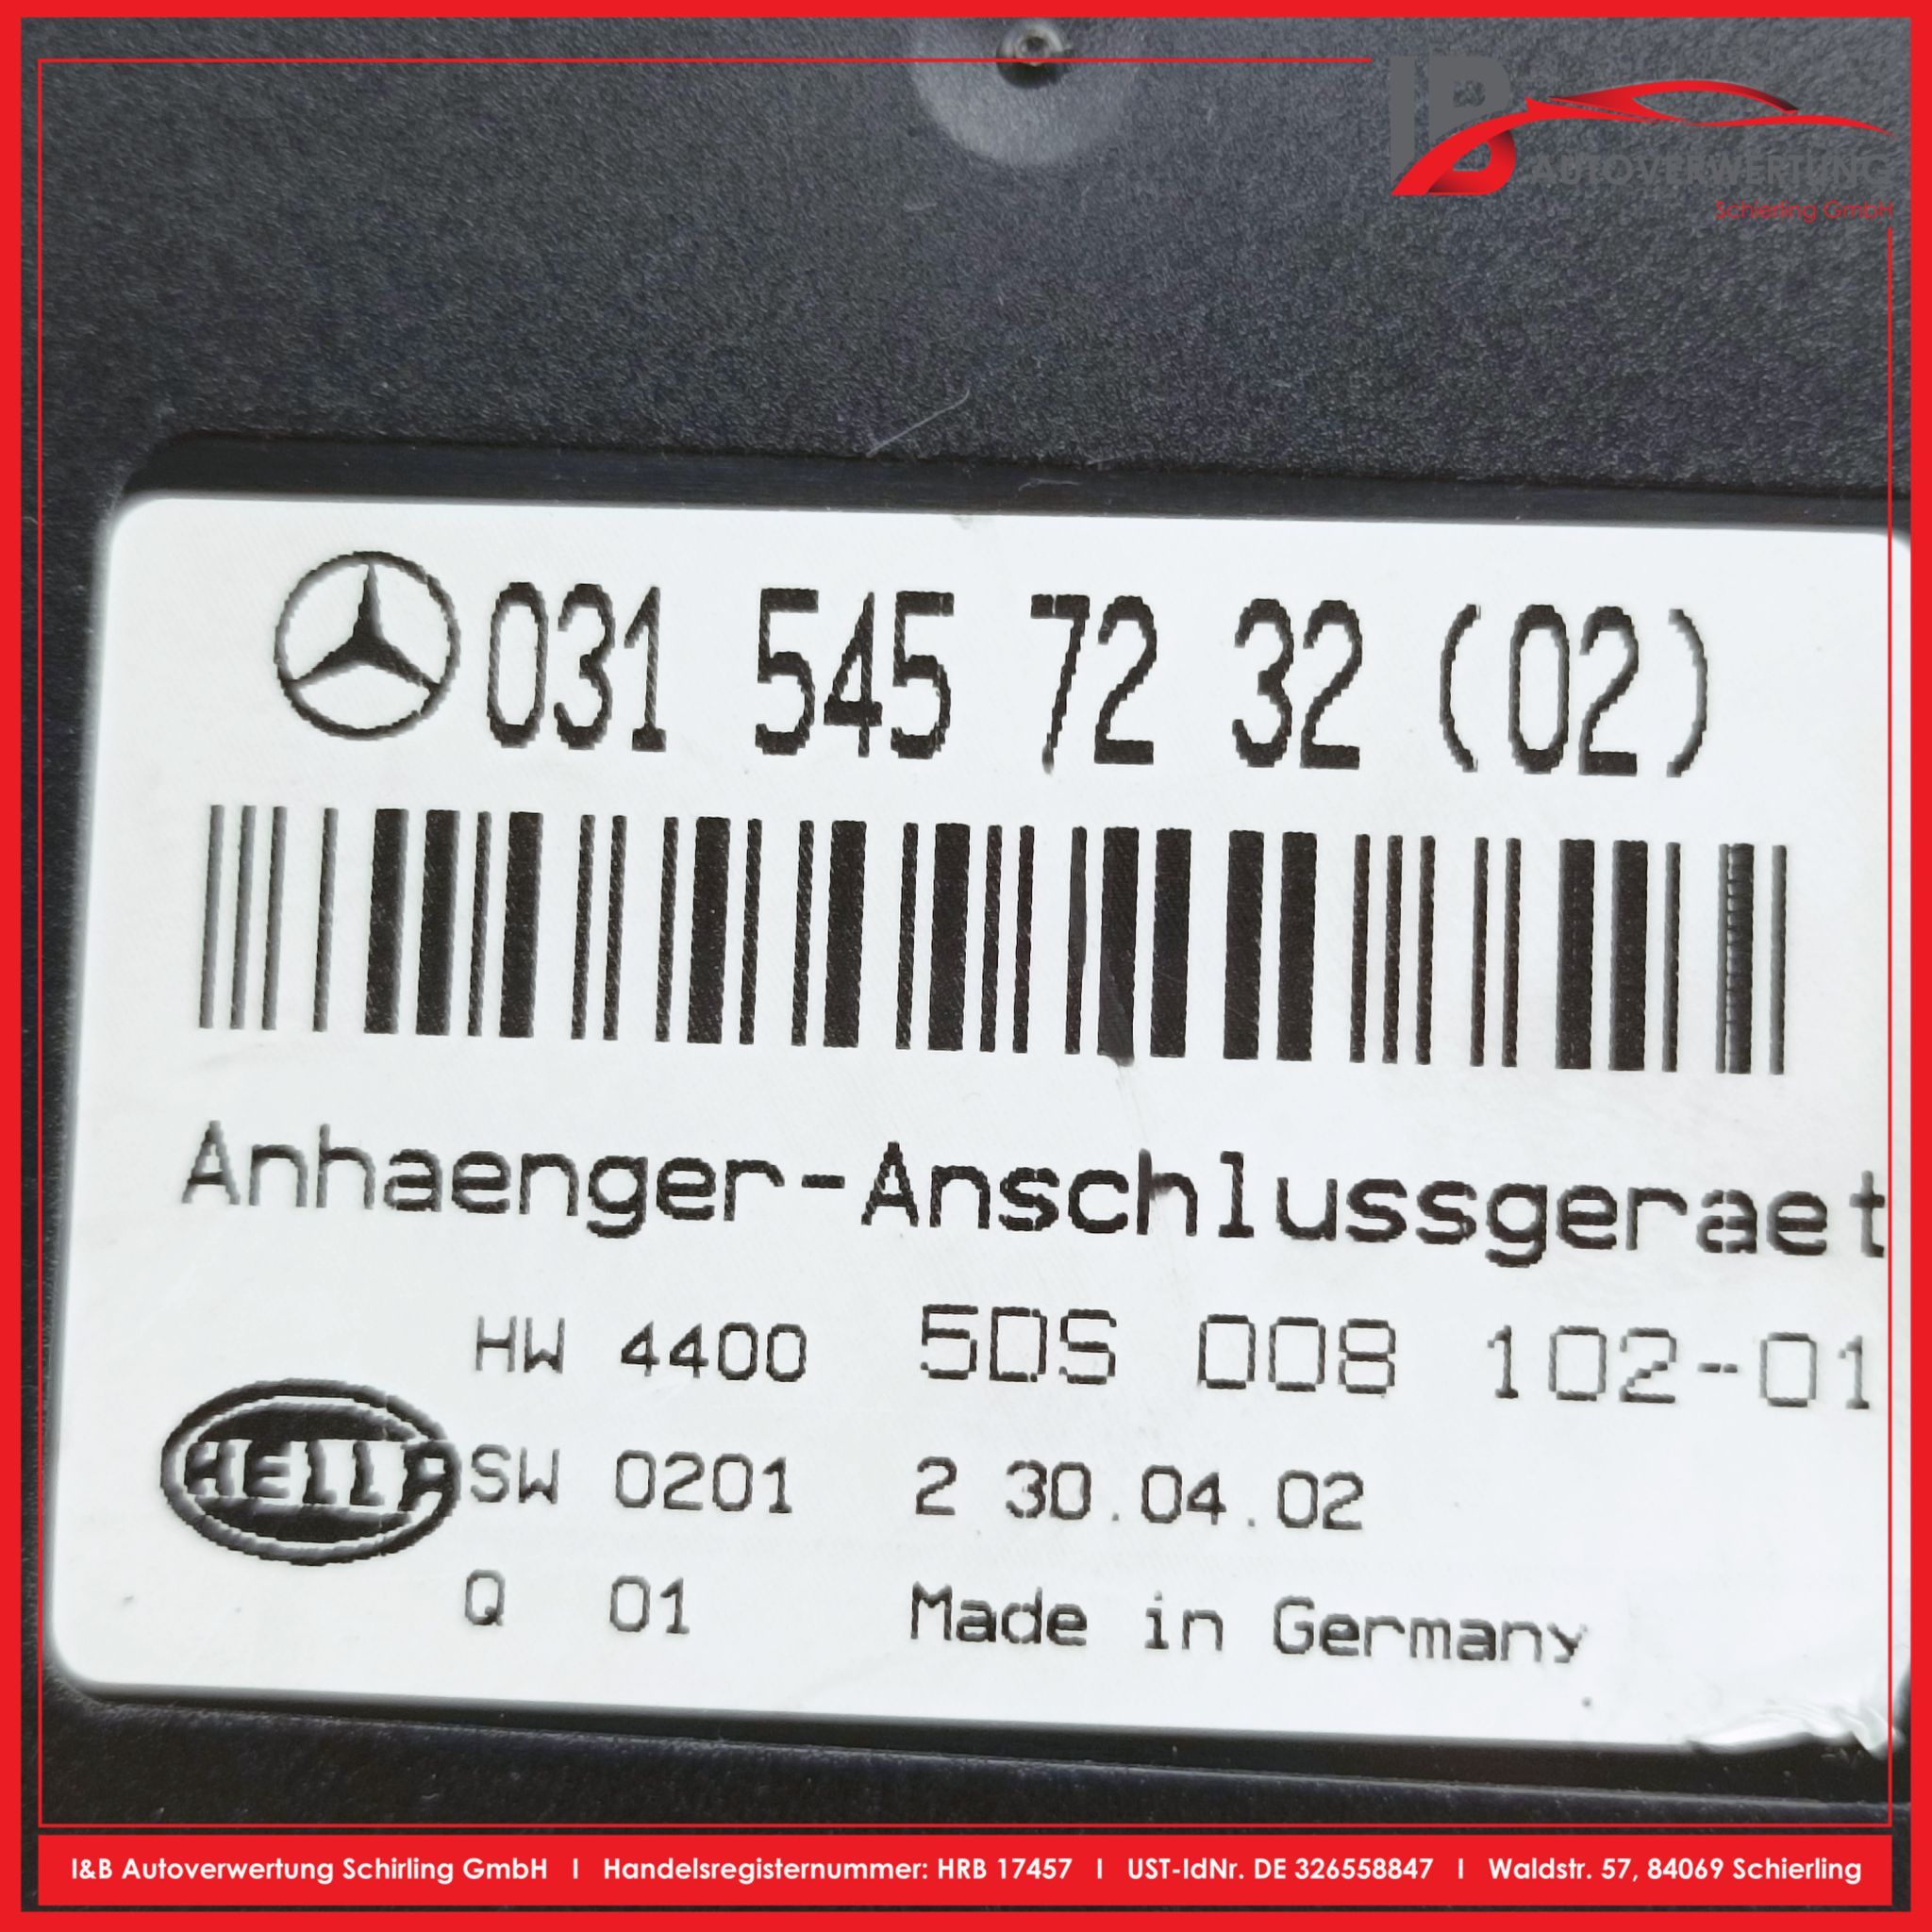 IB
AUTOVERWERTUNG
Schierling GmbH
031 545 72 32 (02)
Anhaenger-Anschlussgeraet
HW 4400 5DS 008 102-01
HELLA SW 0201 2 30.04.02
Q 01 Made in Germany
I&B Autoverwertung Schirling GmbH I Handelsregisternummer: HRB 17457 I UST-IdNr. DE 326558847 I Waldstr. 57, 84069 Schierling